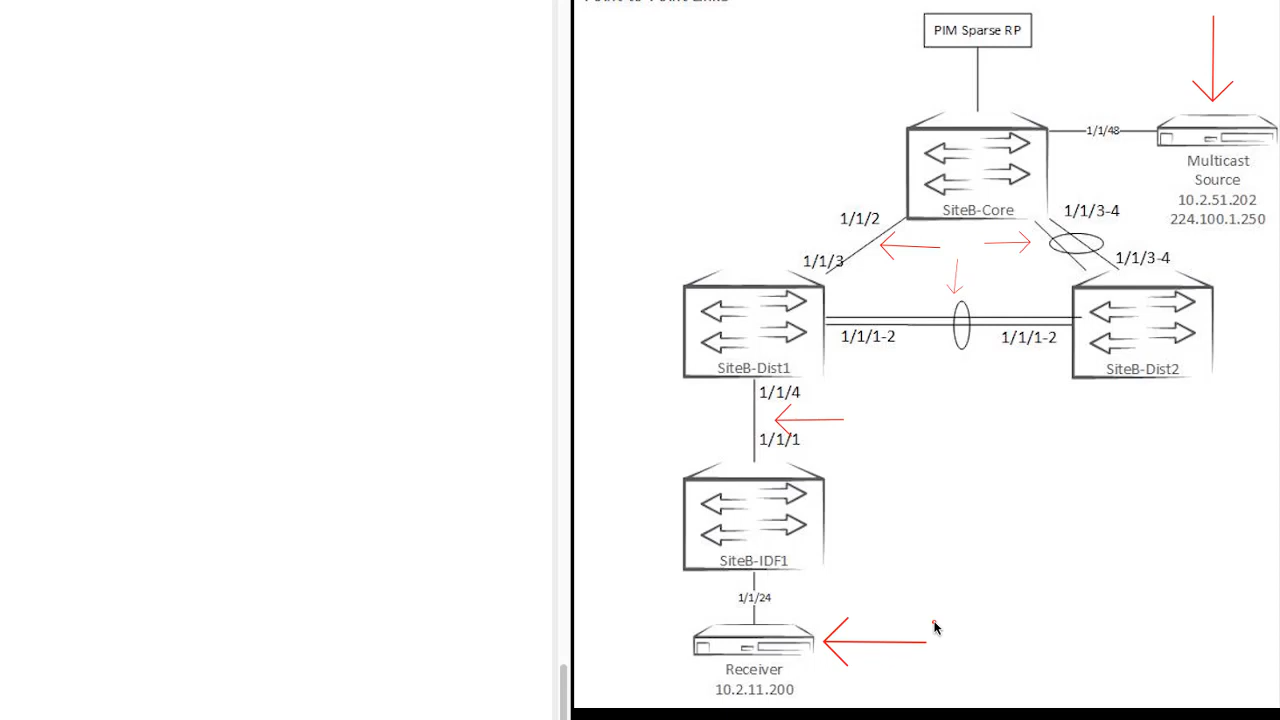 PIM Sparse RP
1/1/48
Multicast
Source
10.2.51.202
224.100.1.250
SiteB-Core
1/1/2
1/1/3-4
1/1/3
1/1/3-4
1/1/1-2
1/1/1-2
SiteB-Dist1
SiteB-Dist2
1/1/4
1/1/1
SiteB-IDF1
1/1/24
Receiver
10.2.11.200